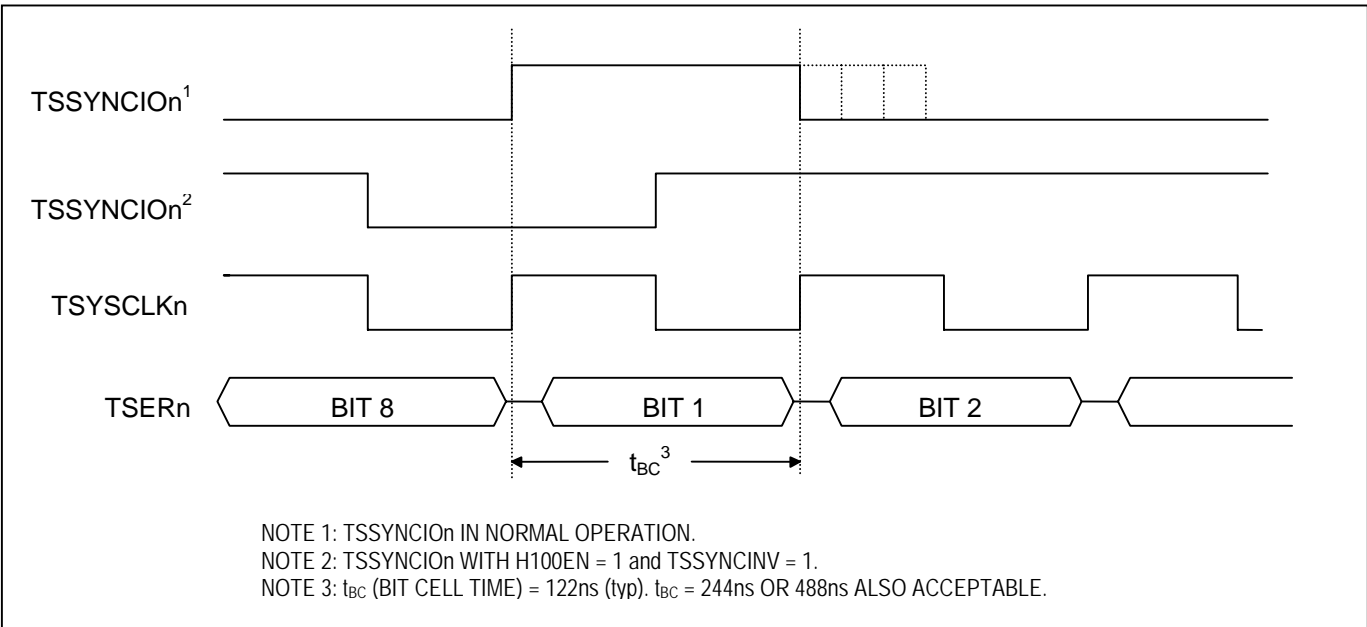 TSSYNCIOn¹
TSSYNCIOn²
TSYSCLKn
TSERn BIT 8 BIT 1 BIT 2
tBC³
NOTE 1: TSSYNCIOn IN NORMAL OPERATION.
NOTE 2: TSSYNCIOn WITH H100EN = 1 and TSSYNCINV = 1.
NOTE 3: tBC (BIT CELL TIME) = 122ns (typ). tBC = 244ns OR 488ns ALSO ACCEPTABLE.